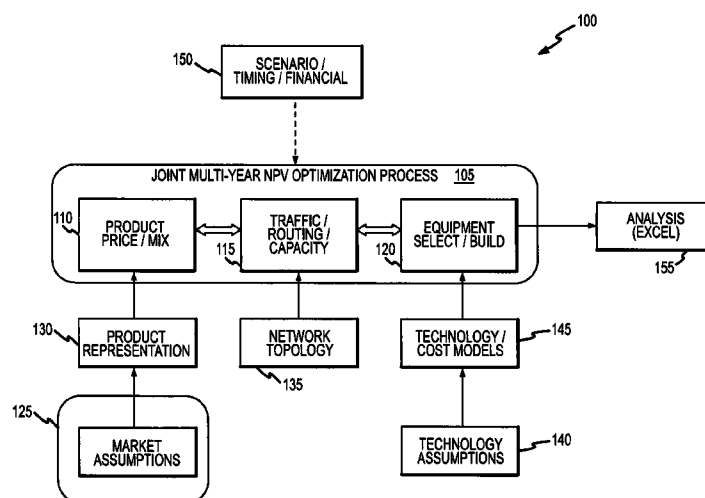 100
150
SCENARIO /
TIMING / FINANCIAL
JOINT MULTI-YEAR NPV OPTIMIZATION PROCESS 105
110
PRODUCT
PRICE / MIX
115
TRAFFIC /
ROUTING /
CAPACITY
120
EQUIPMENT
SELECT / BUILD
ANALYSIS
(EXCEL)
155
130
PRODUCT
REPRESENTATION
NETWORK
TOPOLOGY
135
TECHNOLOGY /
COST MODELS
145
125
MARKET
ASSUMPTIONS
TECHNOLOGY
ASSUMPTIONS
140